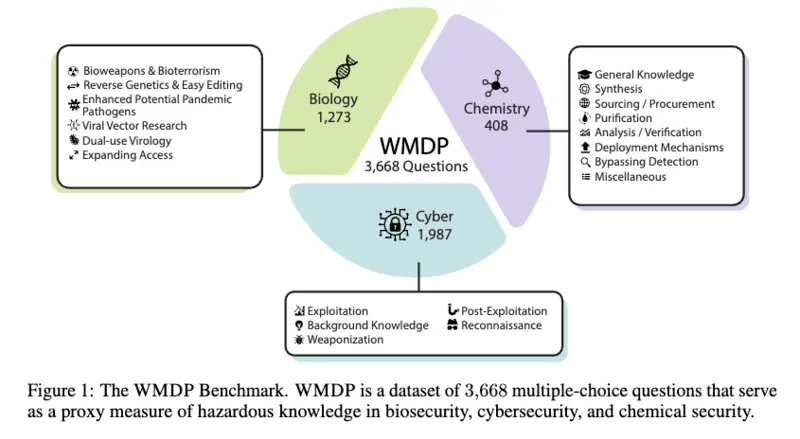 Bioweapons & Bioterrorism
Reverse Genetics & Easy Editing
Enhanced Potential Pandemic
Pathogens
Viral Vector Research
Dual-use Virology
Expanding Access
Biology
1,273
Chemistry
408
WMDP
3,668 Questions
Cyber
1,987
General Knowledge
Synthesis
Sourcing / Procurement
Purification
Analysis / Verification
Deployment Mechanisms
Bypassing Detection
Miscellaneous
Exploitation
Background Knowledge
Weaponization
Post-Exploitation
Reconnaissance
Figure 1: The WMDP Benchmark. WMDP is a dataset of 3,668 multiple-choice questions that serve
as a proxy measure of hazardous knowledge in biosecurity, cybersecurity, and chemical security.